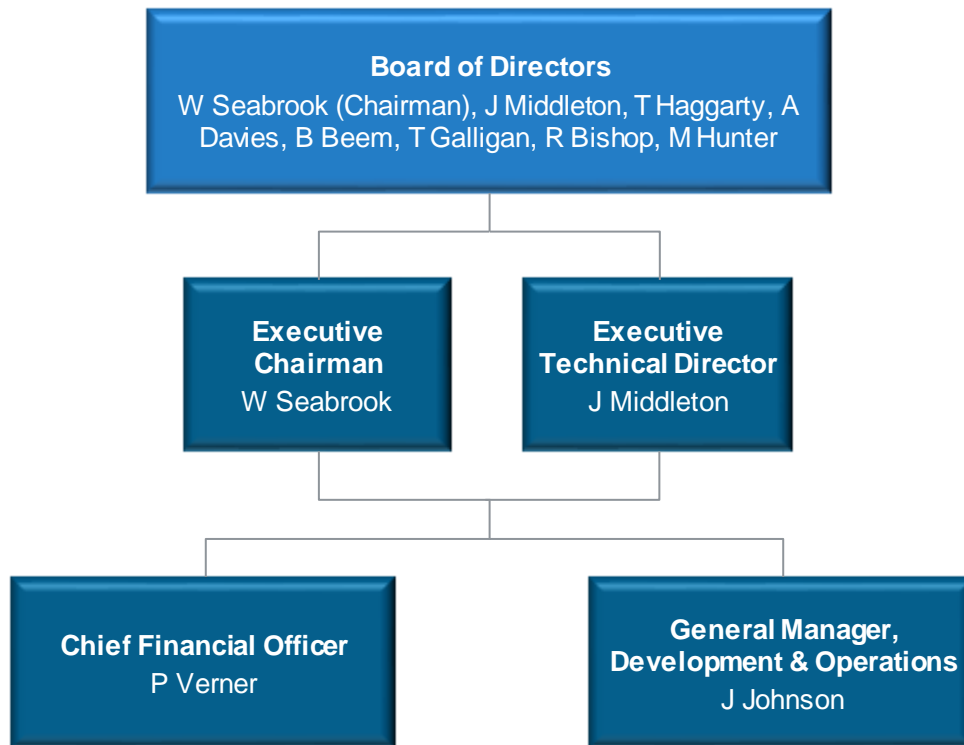 Board of Directors
W Seabrook (Chairman), J Middleton, T Haggarty, A
Davies, B Beem, T Galligan, R Bishop, M Hunter
Executive
Chairman
W Seabrook
Executive
Technical Director
J Middleton
Chief Financial Officer
P Verner
General Manager,
Development & Operations
J Johnson